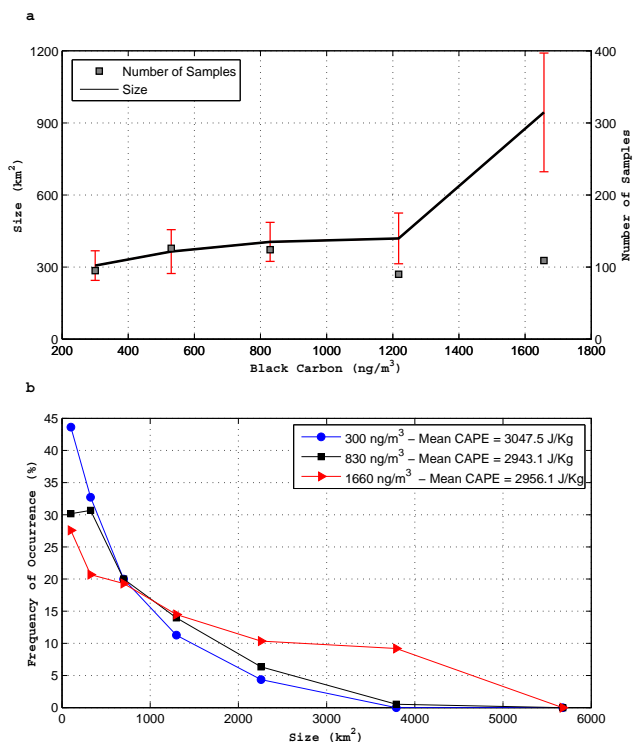 a
1200
900
600
300
0
400
300
200
100
0
Size (km²)
Number of Samples
Number of Samples
Size
200 400 600 800 1000 1200 1400 1600 1800
Black Carbon (ng/m³)
b
45
40
35
30
25
20
15
10
5
0
Frequency of Occurrence (%)
300 ng/m³ – Mean CAPE = 3047.5 J/Kg
830 ng/m³ – Mean CAPE = 2943.1 J/Kg
1660 ng/m³ – Mean CAPE = 2956.1 J/Kg
0 1000 2000 3000 4000 5000 6000
Size (km²)